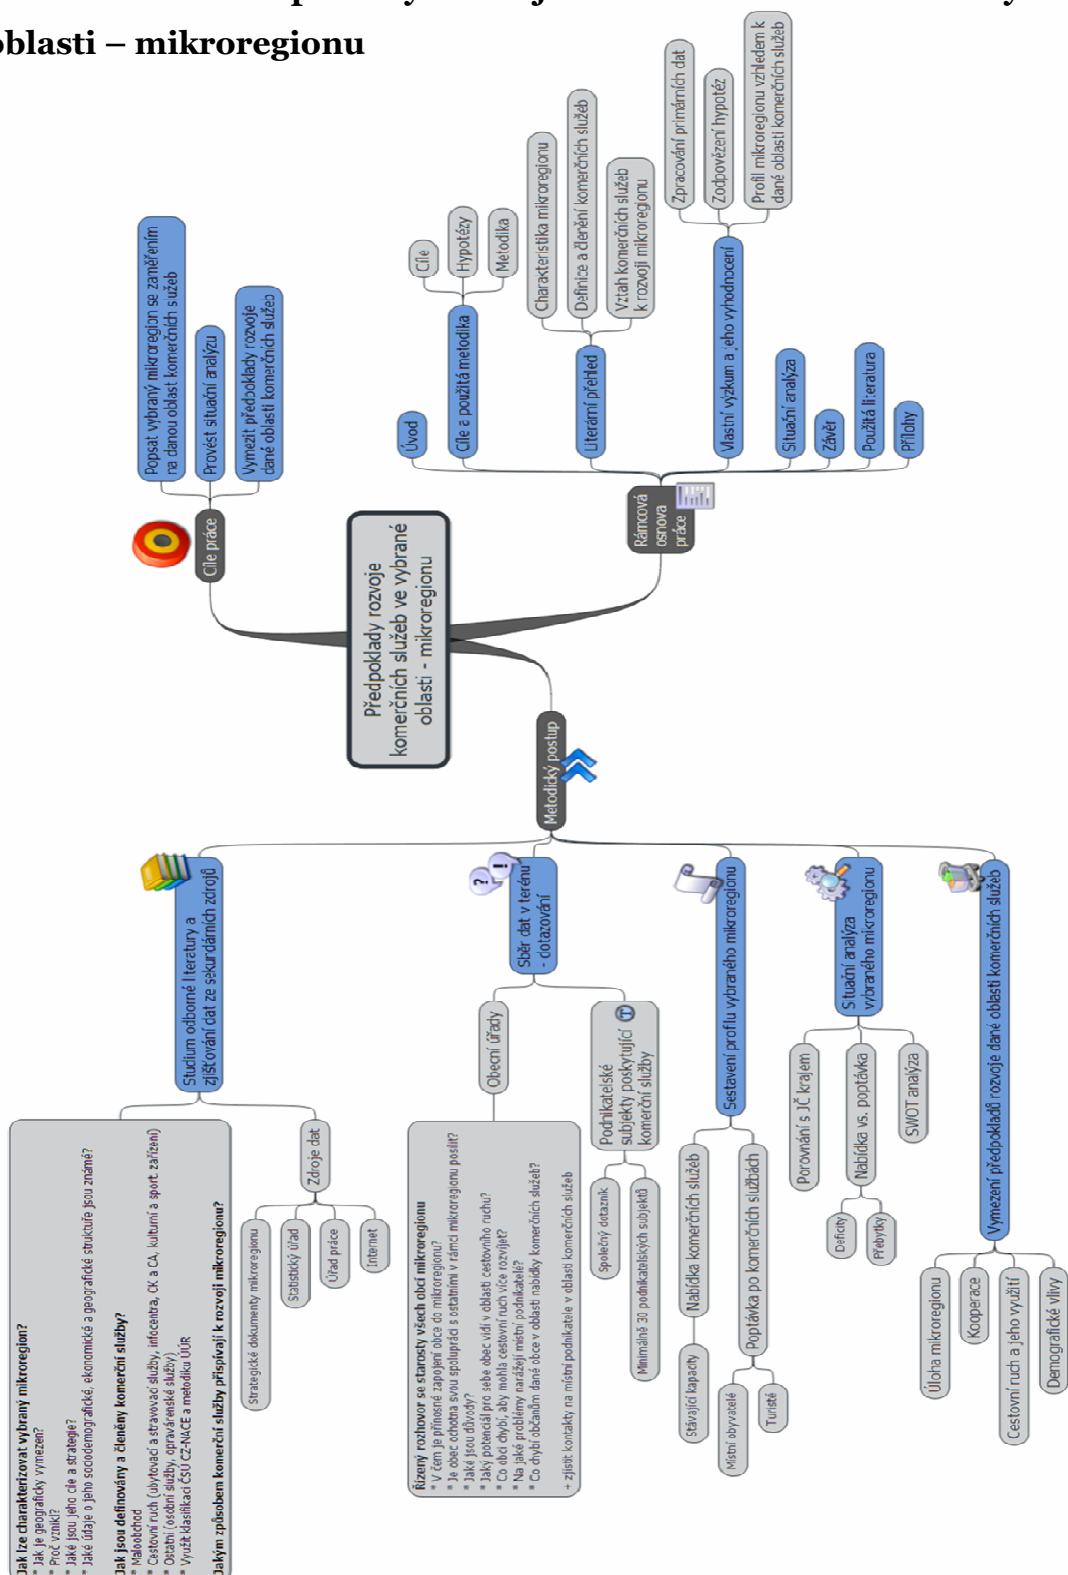 oblasti – mikroregionu
Předpoklady rozvoje
komerčních služeb ve vybrané
oblasti - mikroregionu
Cíle práce
Popsat vybraný mikroregion se zaměřením
na danou oblast komerčních služeb
Provést situační analýzu
Vymezit předpoklady rozvoje
dané oblasti komerčních služeb
Rámcová
osnova
práce
Úvod
Cíle a použitá metodika
Cíle
Hypotézy
Metodika
Literární přehled
Charakteristika mikroregionu
Definice a členění komerčních služeb
Vztah komerčních služeb
k rozvoji mikroregionu
Vlastní výzkum a jeho vyhodnocení
Zpracování primárních dat
Zodpovězení hypotéz
Profil mikroregionu vzhledem k
dané oblasti komerčních služeb
Situační analýza
Závěr
Použitá literatura
Přílohy
Metodický postup
Studium odborné literatury a
zjišťování dat ze sekundárních zdrojů
Jak lze charakterizovat vybraný mikroregion?
* Jak je geograficky vymezen?
* Proč vznikl?
* Jaké jsou jeho cíle a strategie?
* Jaké údaje o jeho sociodemografické, ekonomické a geografické struktuře jsou známé?
Jak jsou definovány a členěny komerční služby?
* Maloobchod
* Cestovní ruch (ubytovací a stravovací služby, infocentra, CK a CA, kulturní a sport. zařízení)
* Ostatní (osobní služby, opravárenské služby)
* Využít klasifikaci ČSÚ CZ-NACE a metodiku ÚÚR
Jakým způsobem komerční služby přispívají k rozvoji mikroregionu?
Zdroje dat
Strategické dokumenty mikroregionu
Statistický úřad
Úřad práce
Internet
Sběr dat v terénu
- dotazování
Obecní úřady
Řízený rozhovor se starosty všech obcí mikroregionu
* V čem je přínosné zapojení obce do mikroregionu?
* Je obec ochotna svou spolupráci s ostatními v rámci mikroregionu posílit?
* Jaké jsou důvody?
* Jaký potenciál pro sebe obec vidí v oblasti cestovního ruchu?
* Co obci chybí, aby mohla cestovní ruch více rozvíjet?
* Na jaké problémy narážejí místní podnikatelé?
* Co chybí občanům dané obce v oblasti nabídky komerčních služeb?
+ zjistit kontakty na místní podnikatele v oblasti komerčních služeb
Podnikatelské
subjekty poskytující
komerční služby
Společný dotazník
Minimálně 30 podnikatelských subjektů
Sestavení profilu vybraného mikroregionu
Nabídka komerčních služeb
Stávající kapacity
Poptávka po komerčních službách
Místní obyvatelé
Turisté
Situační analýza
vybraného mikroregionu
Porovnání s JČ krajem
Nabídka vs. poptávka
Deficity
Přebytky
SWOT analýza
Vymezení předpokladů rozvoje dané oblasti komerčních služeb
Úloha mikroregionu
Kooperace
Cestovní ruch a jeho využití
Demografické vlivy